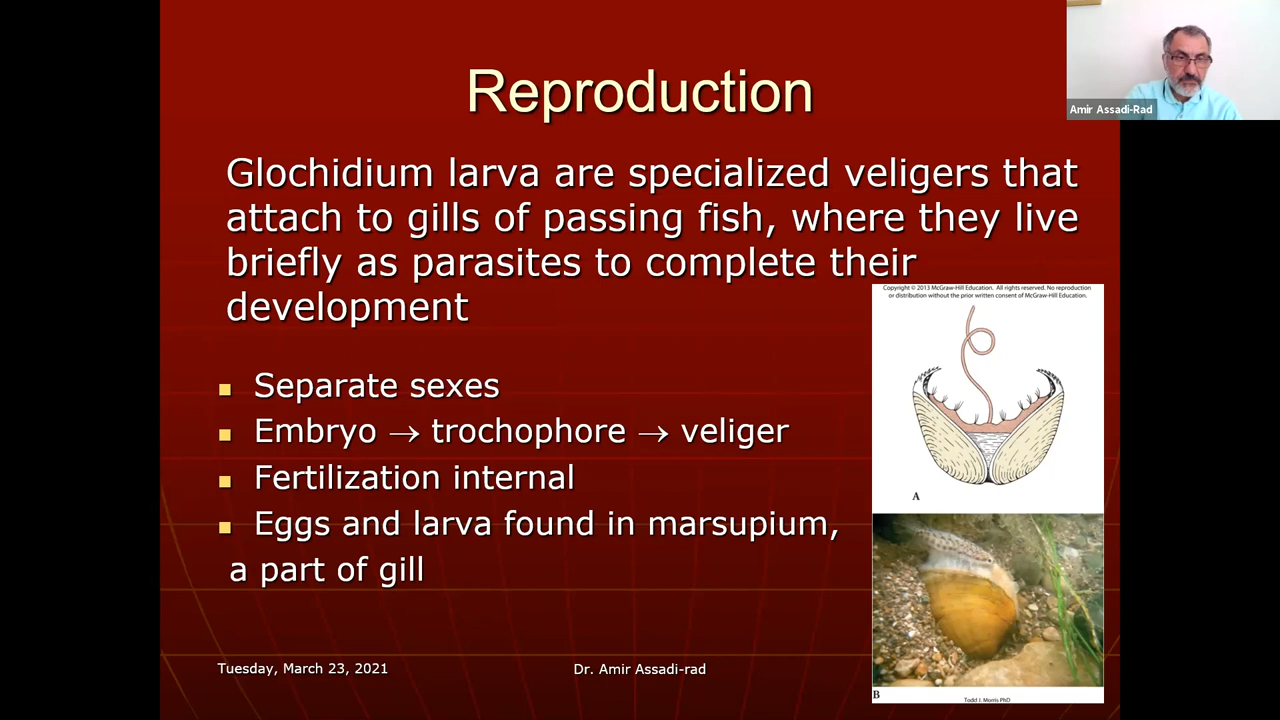 Reproduction
Amir Assadi-Rad
Glochidium larva are specialized veligers that
attach to gills of passing fish, where they live
briefly as parasites to complete their
development
Copyright © 2013 McGraw-Hill Education. All rights reserved. No reproduction
or distribution without the prior written consent of McGraw-Hill Education.
■ Separate sexes
■ Embryo → trochophore → veliger
■ Fertilization internal
■ Eggs and larva found in marsupium,
a part of gill
A
B
Todd J. Morris PhD
Tuesday, March 23, 2021
Dr. Amir Assadi-rad